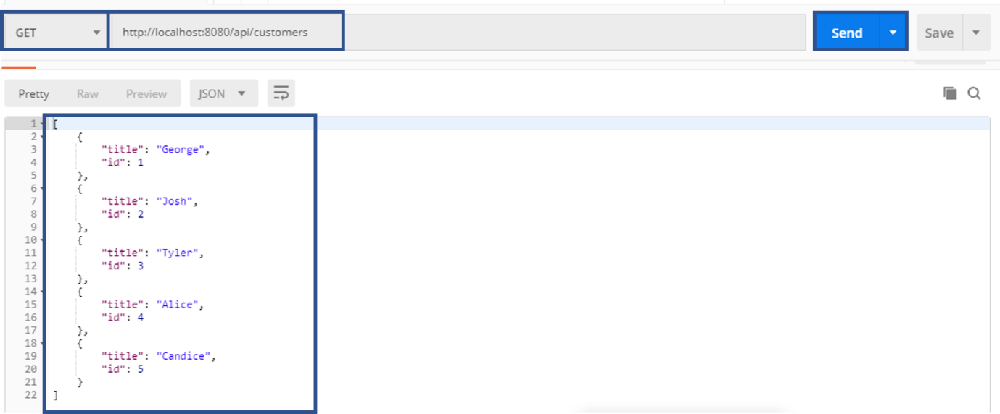 GET http://localhost:8080/api/customers Send Save
Pretty Raw Preview JSON
1 [
2 {
3 "title": "George",
4 "id": 1
5 },
6 {
7 "title": "Josh",
8 "id": 2
9 },
10 {
11 "title": "Tyler",
12 "id": 3
13 },
14 {
15 "title": "Alice",
16 "id": 4
17 },
18 {
19 "title": "Candice",
20 "id": 5
21 }
22 ]